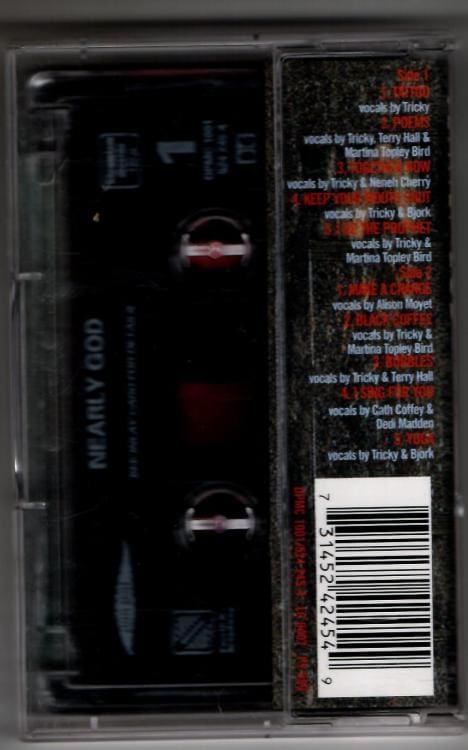 NEARLY GOD
1
Side 1
1. TATTOO
vocals by Tricky
2. POEMS
vocals by Tricky, Terry Hall &
Martina Topley Bird
3. TOGETHER NOW
vocals by Tricky & Neneh Cherry
4. KEEP YOUR MOUTH SHUT
vocals by Tricky & Bjork
5. I BE THE PROPHET
vocals by Tricky &
Martina Topley Bird
Side 2
1. MAKE A CHANGE
vocals by Alison Moyet
2. BLACK COFFEE
vocals by Tricky &
Martina Topley Bird
3. BUBBLES
vocals by Tricky & Terry Hall
4. I SING FOR YOU
vocals by Cath Coffey &
Dedi Madden
5. YOGA
vocals by Tricky & Bjork
7 31452 42454 9